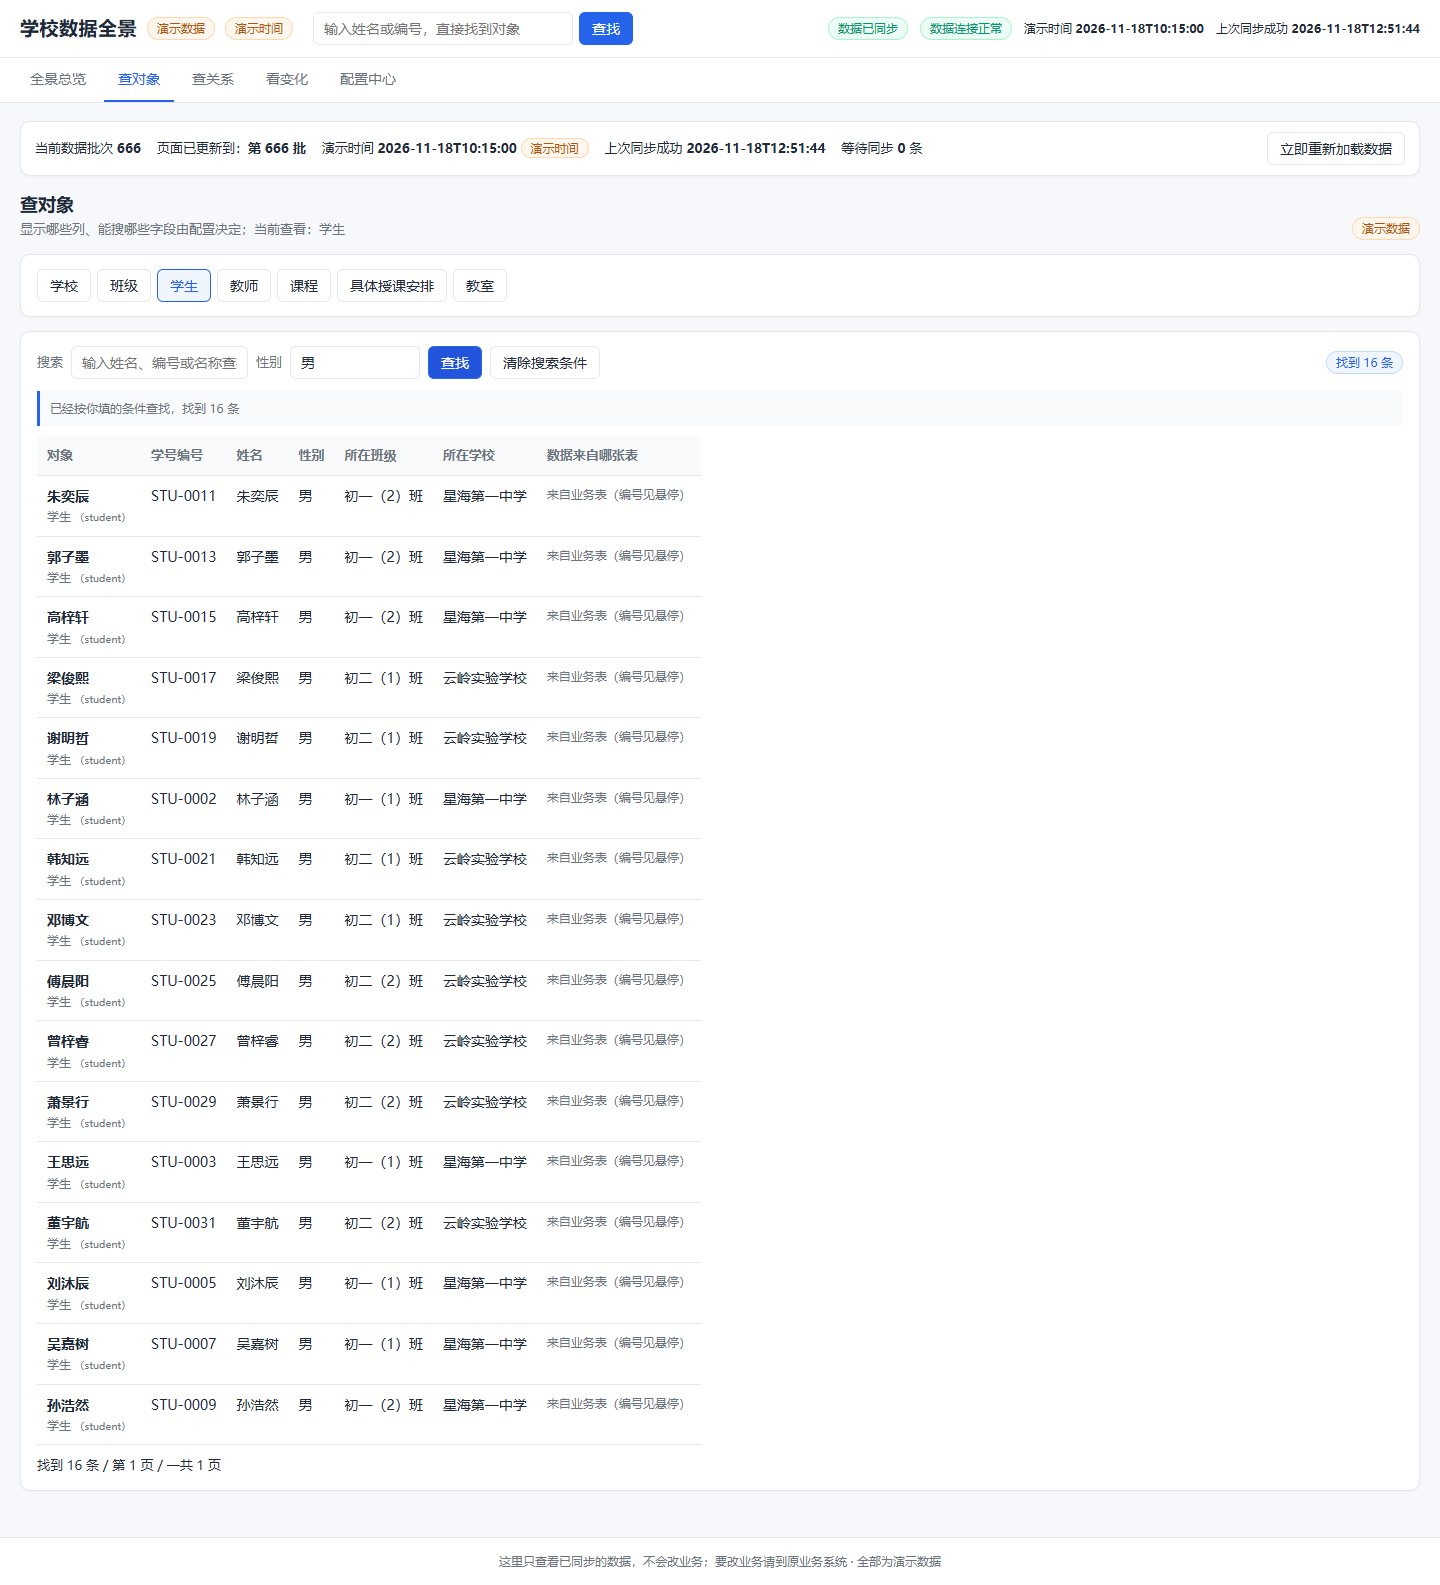 学校数据全景 演示数据 演示时间 输入姓名或编号，直接找到对象 查找 数据已同步 数据连接正常 演示时间 2026-11-18T10:15:00 上次同步成功 2026-11-18T12:51:44
全景总览 查对象 查关系 看变化 配置中心
当前数据批次 666 页面已更新到：第 666 批 演示时间 2026-11-18T10:15:00 演示时间 上次同步成功 2026-11-18T12:51:44 等待同步 0 条 立即重新加载数据
查对象
显示哪些列、能搜哪些字段由配置决定；当前查看：学生 演示数据
学校 班级 学生 教师 课程 具体授课安排 教室
搜索 输入姓名、编号或名称查 性别 男 查找 清除搜索条件 找到 16 条
已经按你填的条件查找，找到 16 条
对象 学号编号 姓名 性别 所在班级 所在学校 数据来自哪张表
朱奕辰 STU-0011 朱奕辰 男 初一（2）班 星海第一中学 来自业务表（编号见悬停）
学生 （student）
郭子墨 STU-0013 郭子墨 男 初一（2）班 星海第一中学 来自业务表（编号见悬停）
学生 （student）
高梓轩 STU-0015 高梓轩 男 初一（2）班 星海第一中学 来自业务表（编号见悬停）
学生 （student）
梁俊熙 STU-0017 梁俊熙 男 初二（1）班 云岭实验学校 来自业务表（编号见悬停）
学生 （student）
谢明哲 STU-0019 谢明哲 男 初二（1）班 云岭实验学校 来自业务表（编号见悬停）
学生 （student）
林子涵 STU-0002 林子涵 男 初一（1）班 星海第一中学 来自业务表（编号见悬停）
学生 （student）
韩知远 STU-0021 韩知远 男 初二（1）班 云岭实验学校 来自业务表（编号见悬停）
学生 （student）
邓博文 STU-0023 邓博文 男 初二（1）班 云岭实验学校 来自业务表（编号见悬停）
学生 （student）
傅晨阳 STU-0025 傅晨阳 男 初二（2）班 云岭实验学校 来自业务表（编号见悬停）
学生 （student）
曾梓睿 STU-0027 曾梓睿 男 初二（2）班 云岭实验学校 来自业务表（编号见悬停）
学生 （student）
萧景行 STU-0029 萧景行 男 初二（2）班 云岭实验学校 来自业务表（编号见悬停）
学生 （student）
王思远 STU-0003 王思远 男 初一（1）班 星海第一中学 来自业务表（编号见悬停）
学生 （student）
董宇航 STU-0031 董宇航 男 初二（2）班 云岭实验学校 来自业务表（编号见悬停）
学生 （student）
刘沐辰 STU-0005 刘沐辰 男 初一（1）班 星海第一中学 来自业务表（编号见悬停）
学生 （student）
吴嘉树 STU-0007 吴嘉树 男 初一（1）班 星海第一中学 来自业务表（编号见悬停）
学生 （student）
孙浩然 STU-0009 孙浩然 男 初一（2）班 星海第一中学 来自业务表（编号见悬停）
学生 （student）
找到 16 条 / 第 1 页 / 一共 1 页
这里只查看已同步的数据，不会改业务；要改业务请到原业务系统 · 全部为演示数据